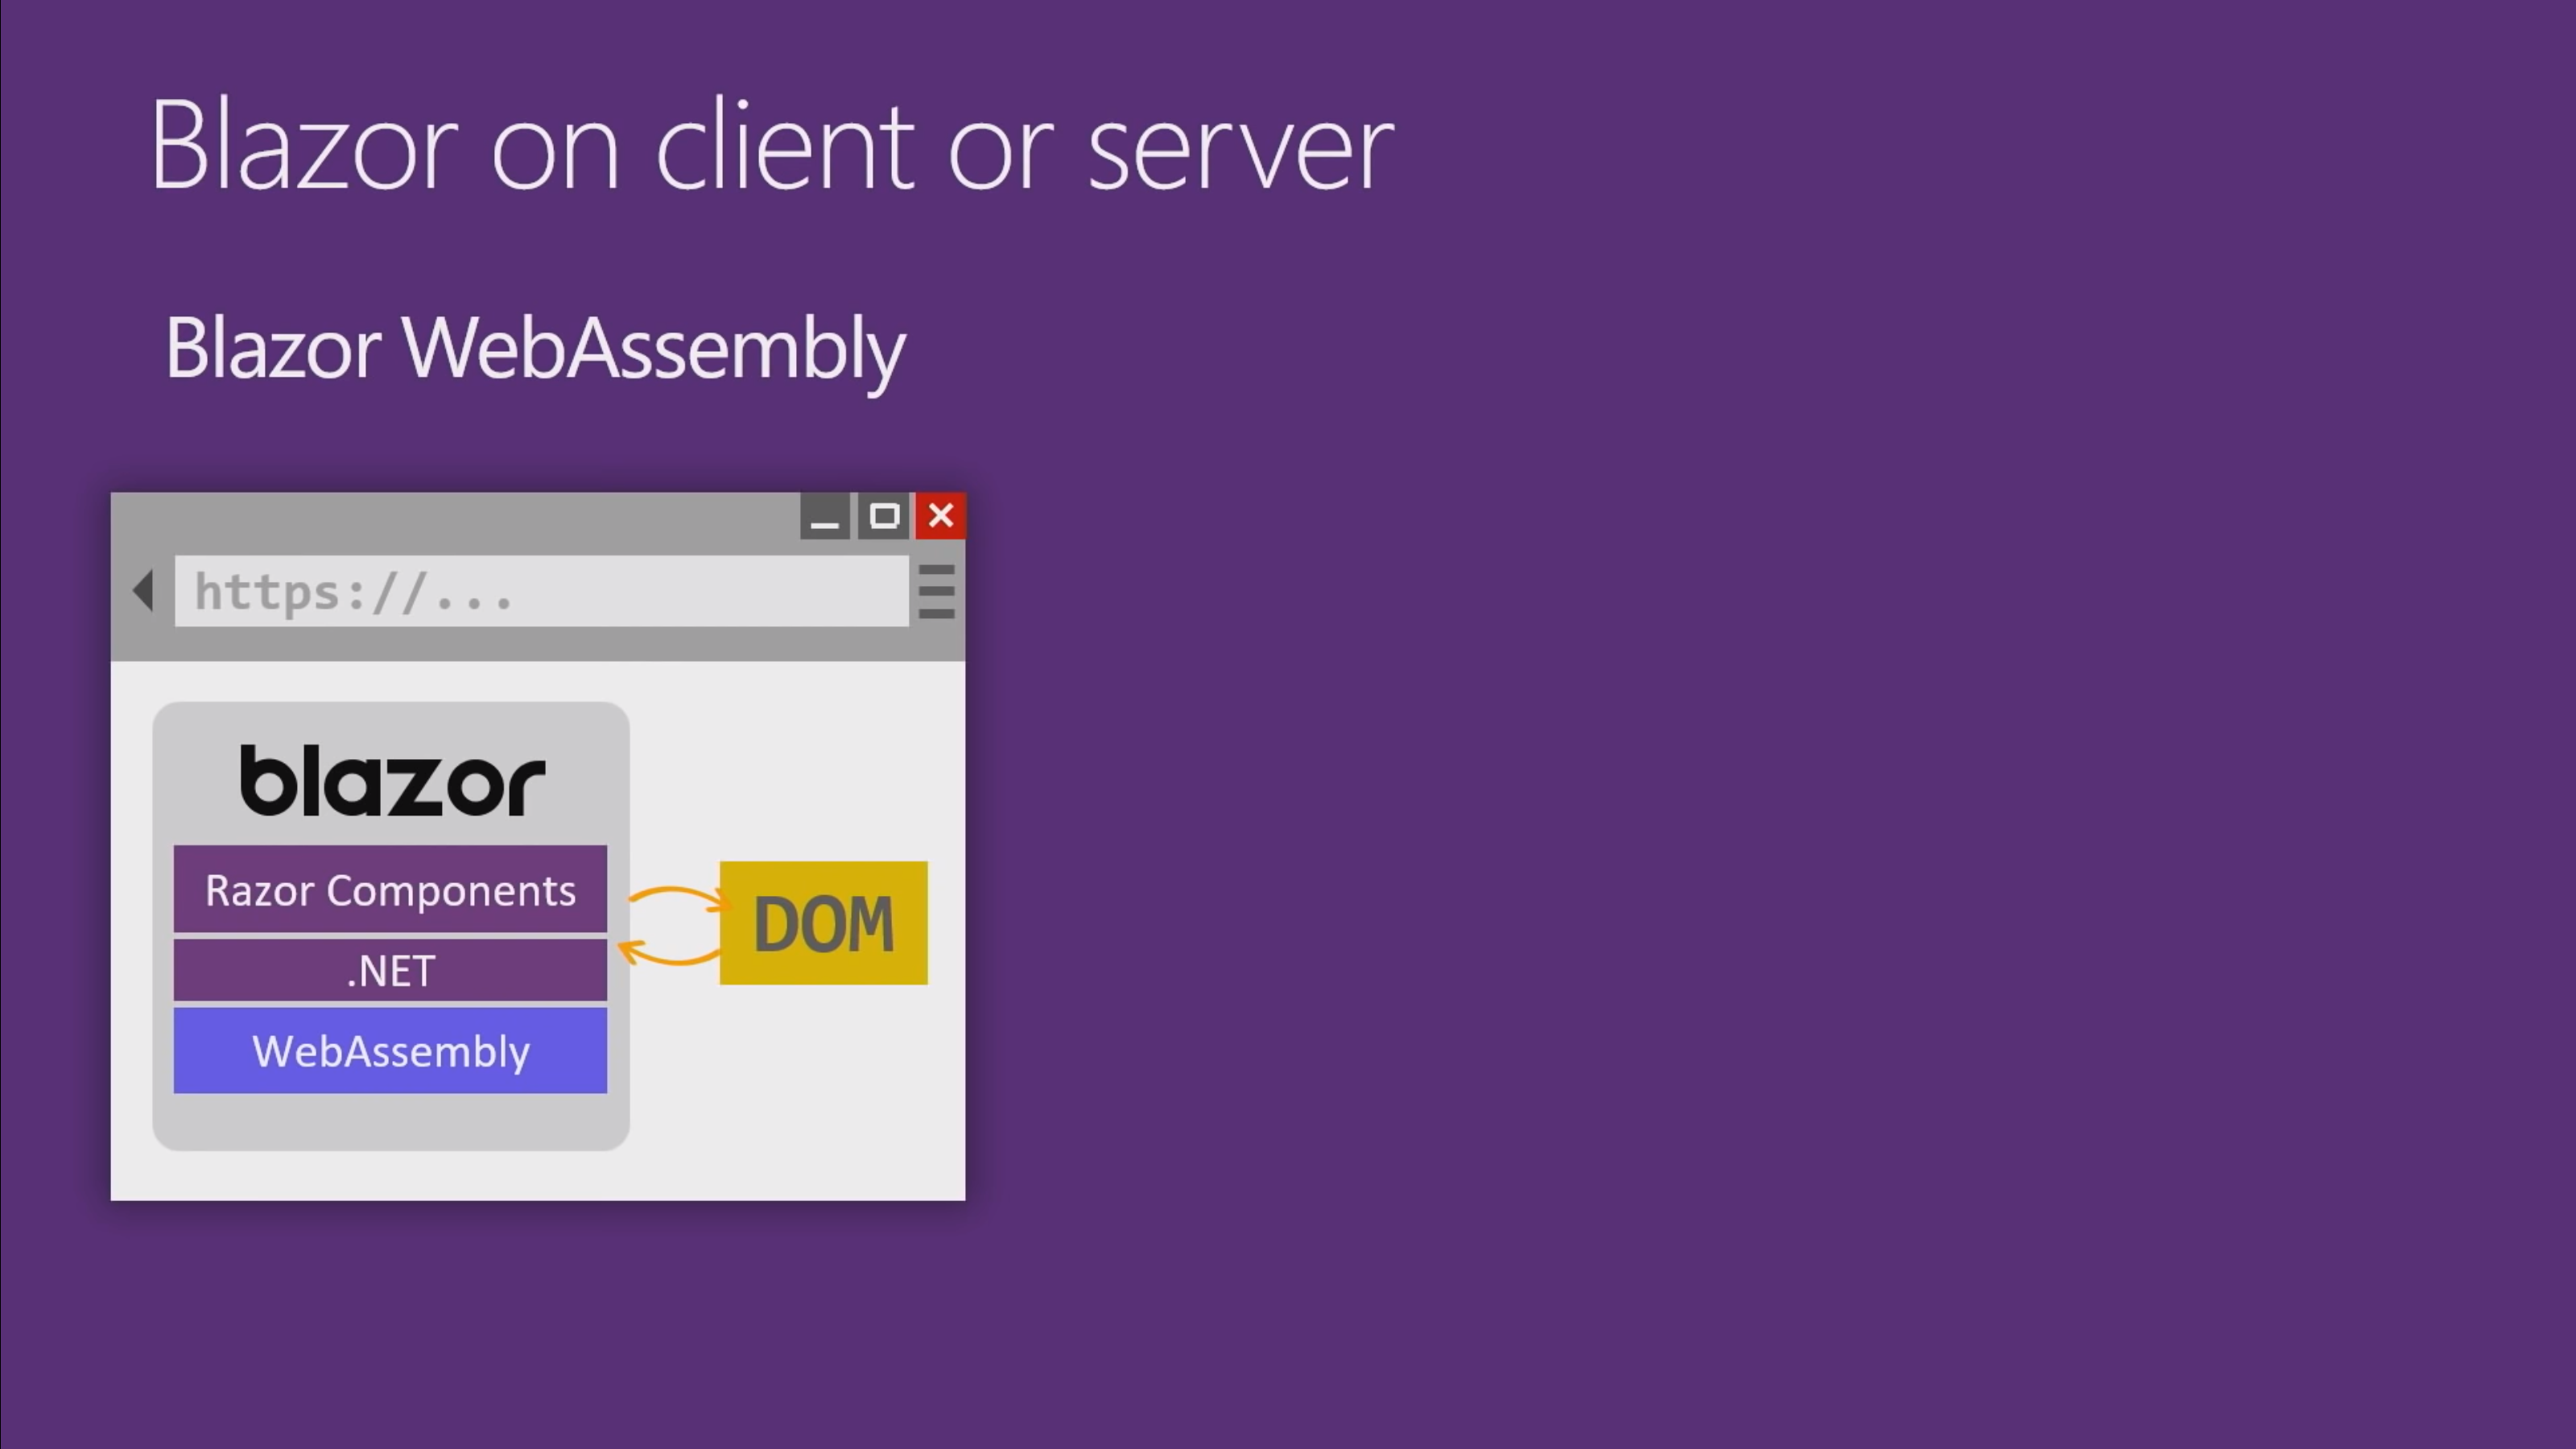 Blazor on client or server
Blazor WebAssembly
https://...
blazor
Razor Components
.NET
WebAssembly
DOM